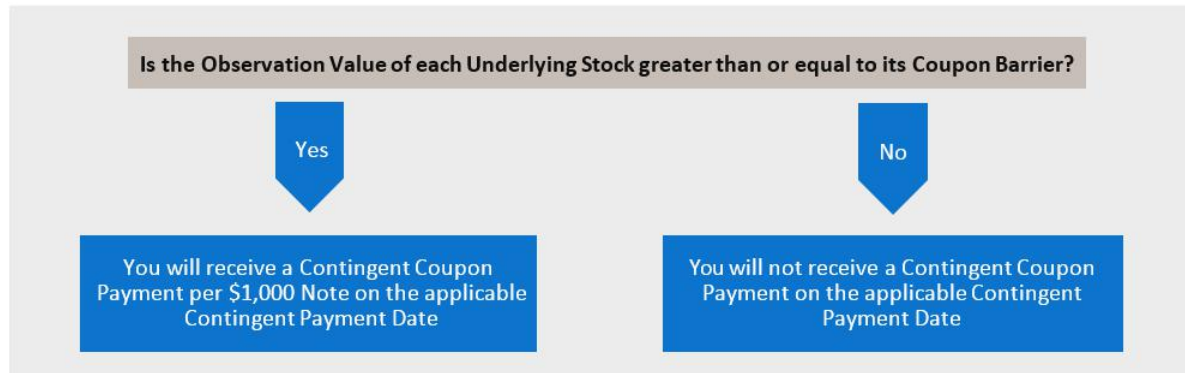 Is the Observation Value of each Underlying Stock greater than or equal to its Coupon Barrier?
Yes
No
You will receive a Contingent Coupon
Payment per $1,000 Note on the applicable
Contingent Payment Date
You will not receive a Contingent Coupon
Payment on the applicable Contingent
Payment Date